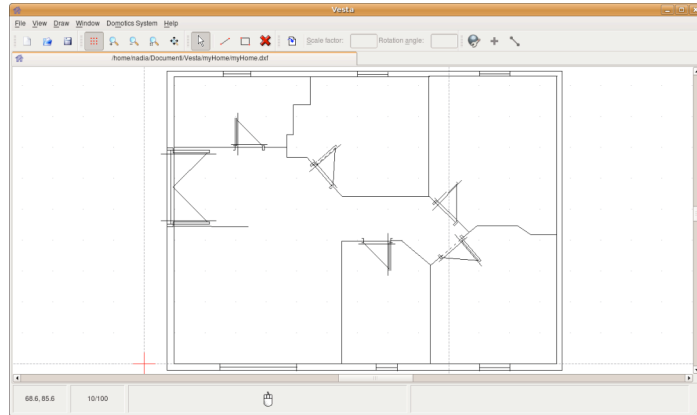 Vesta
File View Draw Window Domotics System Help
Scale factor: Rotation angle:
/home/nadia/Documenti/Vesta/myHome/myHome.dxf
68.6, 85.6 10/100